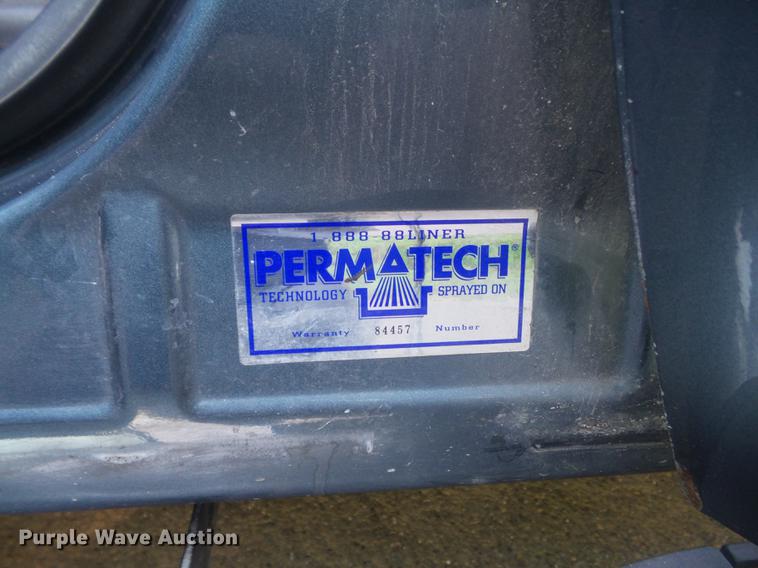 1 888-88LINER
PERMATECH®
TECHNOLOGY SPRAYED ON
Warranty 84457 Number
Purple Wave Auction